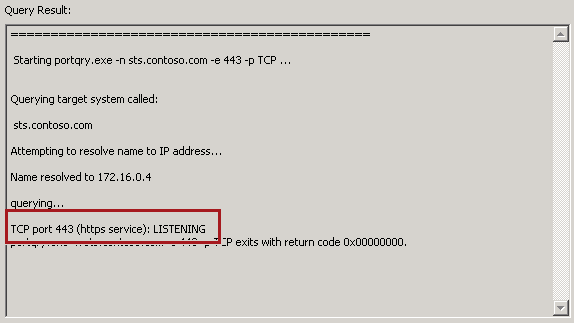 Query Result:
=============================================
Starting portqry.exe -n sts.contoso.com -e 443 -p TCP ...
Querying target system called:
sts.contoso.com
Attempting to resolve name to IP address...
Name resolved to 172.16.0.4
querying...
TCP port 443 (https service): LISTENING
TCP exits with return code 0x00000000.